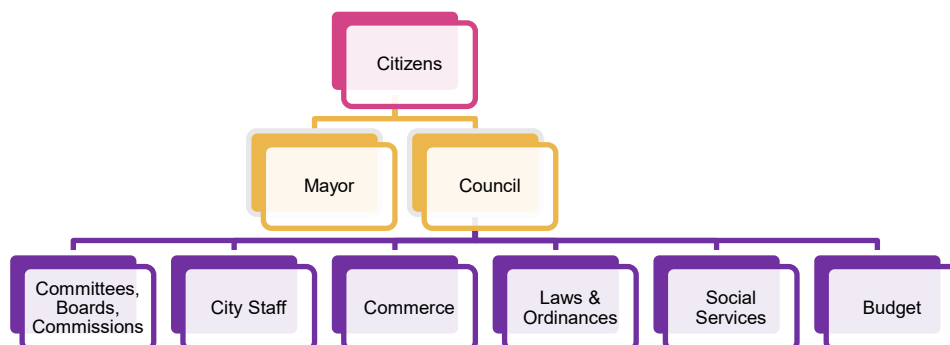 Citizens
Mayor
Council
Committees,
Boards,
Commissions
City Staff
Commerce
Laws &
Ordinances
Social
Services
Budget